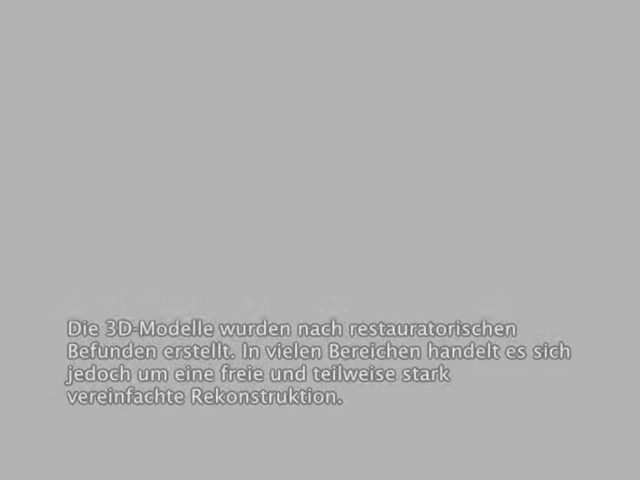 Die 3D-Modelle wurden nach restauratorischen
Befunden erstellt. In vielen Bereichen handelt es sich
jedoch um eine freie und teilweise stark
vereinfachte Rekonstruktion.